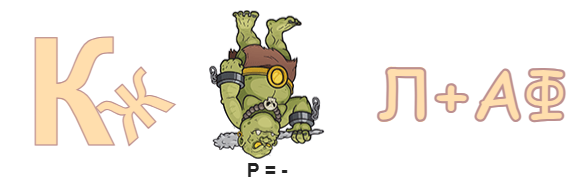 Кж Л+АФ
Р = -